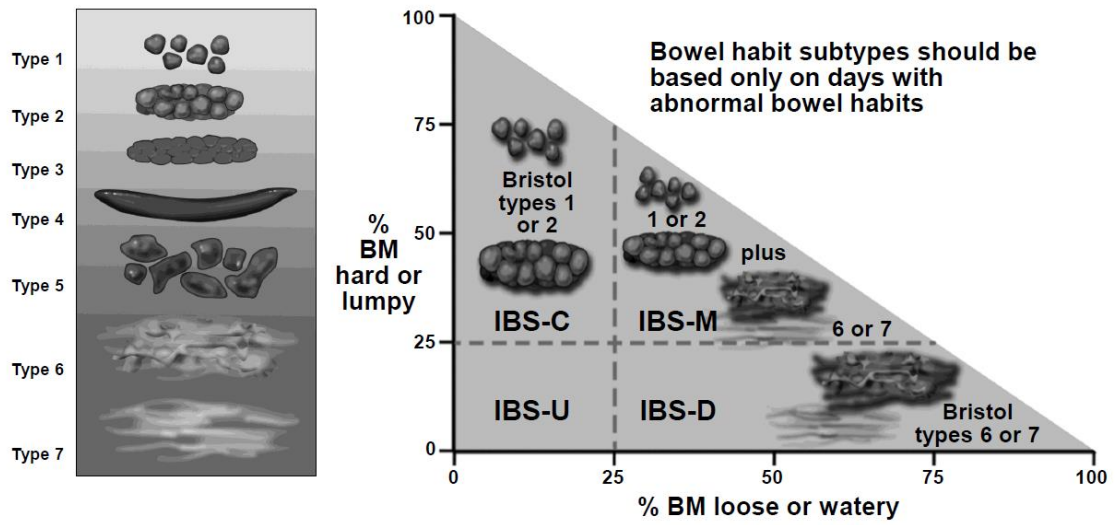 Type 1
Type 2
Type 3
Type 4
Type 5
Type 6
Type 7
100
75
50
25
0
% 
BM
hard or
lumpy
Bowel habit subtypes should be
based only on days with
abnormal bowel habits
Bristol
types 1
or 2
IBS-C
1 or 2
plus
IBS-M
6 or 7
IBS-U
IBS-D
Bristol
types 6 or 7
0
25
50
75
100
% BM loose or watery